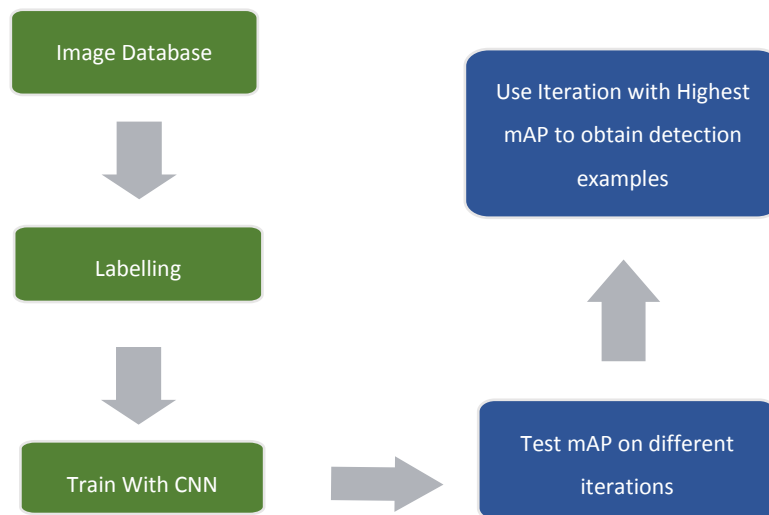 Image Database
Labelling
Train With CNN
Test mAP on different
iterations
Use Iteration with Highest
mAP to obtain detection
examples